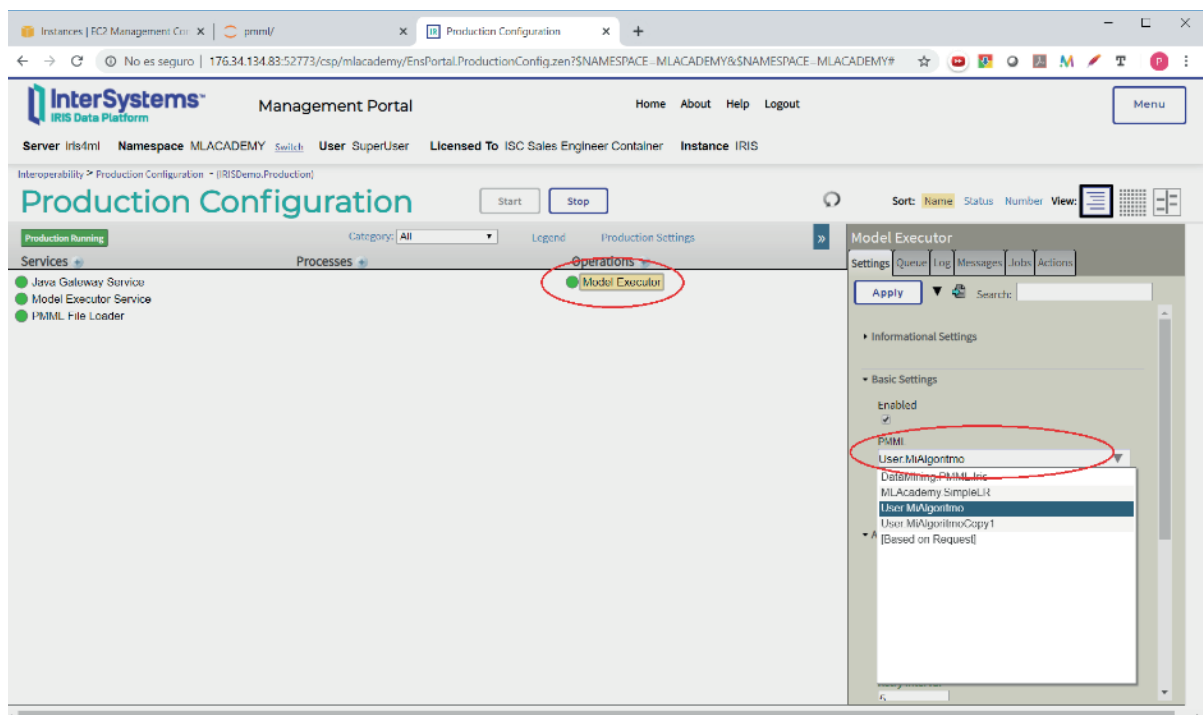 Instances | EC2 Management Cor
pmml/
Production Configuration
No es seguro | 176.34.134.83:52773/csp/mlacademy/EnsPortal.ProductionConfig.zen?$NAMESPACE=MLACADEMY&$NAMESPACE=MLACADEMY#
InterSystems
IRIS Data Platform
Management Portal
Home About Help Logout
Menu
Server iris4ml Namespace MLACADEMY Switch User SuperUser Licensed To ISC Sales Engineer Container Instance IRIS
Interoperability > Production Configuration - (IRISDemo.Production)
Production Configuration
Start
Stop
Sort: Name Status Number View:
Production Running
Category: All
Legend
Production Settings
Services
Processes
Operations
Java Gateway Service
Model Executor Service
PMML File Loader
Model Executor
Model Executor
Settings Queue Log Messages Jobs Actions
Apply
Search:
Informational Settings
Basic Settings
Enabled
PMML
User.MiAlgoritmo
DataMining.PMML.Iris
MLAcademy.SimpleLR
User.MiAlgoritmo
User.MiAlgoritmoCopy1
[Based on Request]
A
5